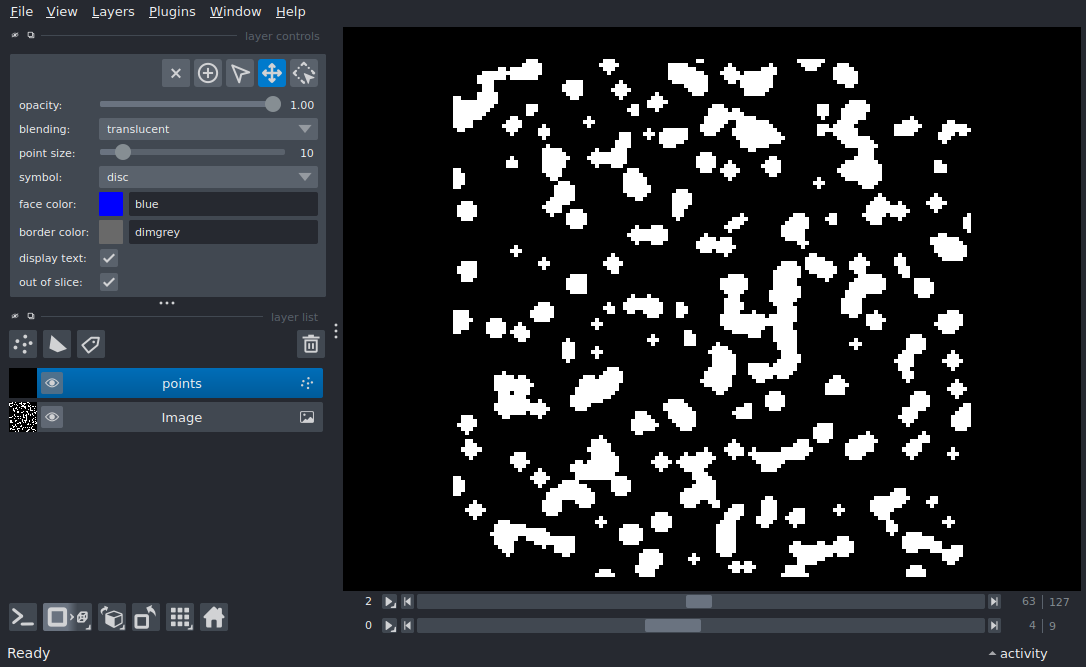 File View Layers Plugins Window Help
layer controls
opacity: 1.00
blending: translucent
point size: 10
symbol: disc
face color: blue
border color: dimgrey
display text:
out of slice:
layer list
points
Image
2 63 | 127
0 4 | 9
Ready activity